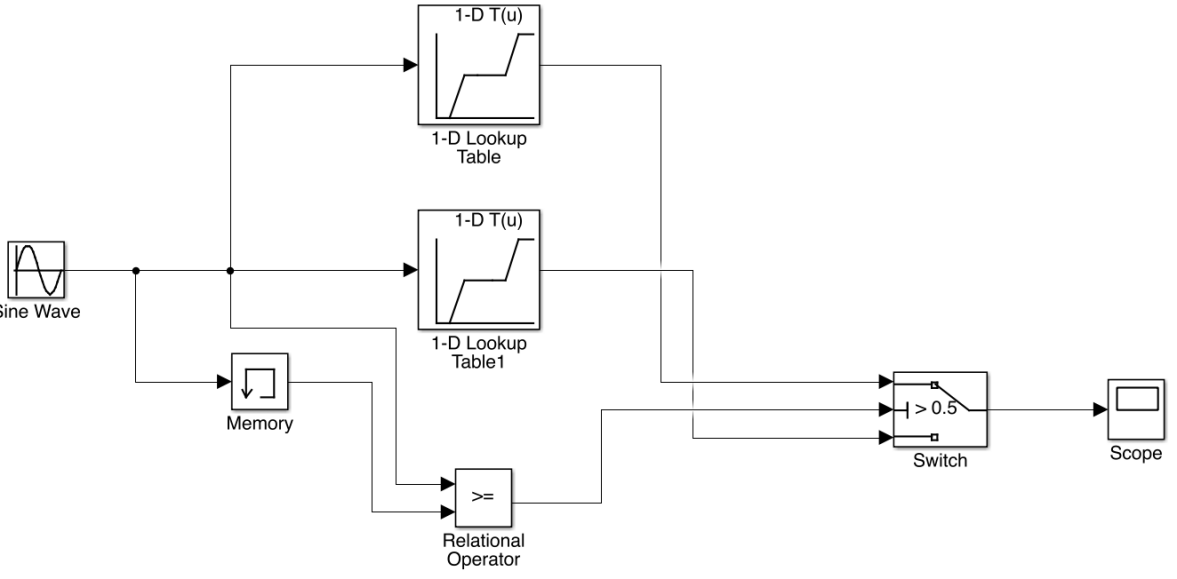 1-D T(u)
1-D Lookup
Table
1-D T(u)
1-D Lookup
Table1
Sine Wave
Memory
>=
Relational
Operator
> 0.5
Switch
Scope